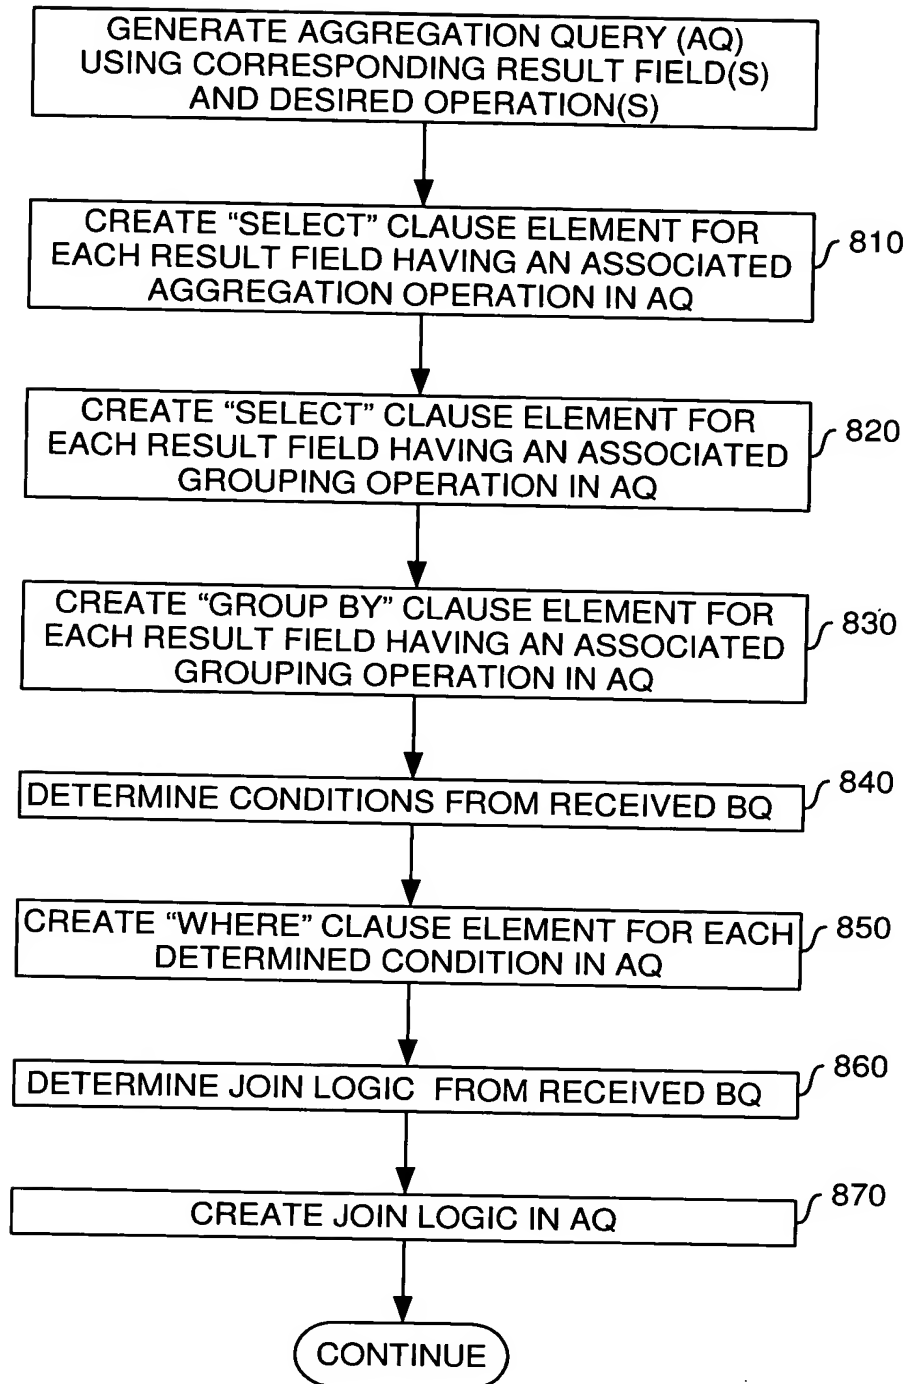 GENERATE AGGREGATION QUERY (AQ)
USING CORRESPONDING RESULT FIELD(S)
AND DESIRED OPERATION(S)
CREATE “SELECT” CLAUSE ELEMENT FOR
EACH RESULT FIELD HAVING AN ASSOCIATED
AGGREGATION OPERATION IN AQ
810
CREATE “SELECT” CLAUSE ELEMENT FOR
EACH RESULT FIELD HAVING AN ASSOCIATED
GROUPING OPERATION IN AQ
820
CREATE “GROUP BY” CLAUSE ELEMENT FOR
EACH RESULT FIELD HAVING AN ASSOCIATED
GROUPING OPERATION IN AQ
830
DETERMINE CONDITIONS FROM RECEIVED BQ
840
CREATE “WHERE” CLAUSE ELEMENT FOR EACH
DETERMINED CONDITION IN AQ
850
DETERMINE JOIN LOGIC FROM RECEIVED BQ
860
CREATE JOIN LOGIC IN AQ
870
CONTINUE